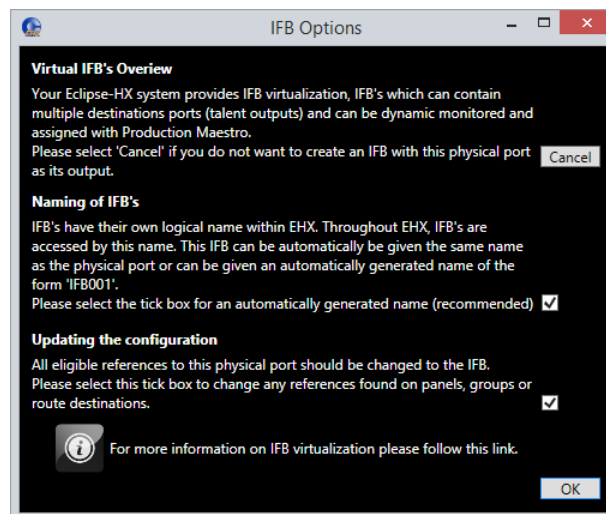 IFB Options
Virtual IFB's Overview
Your Eclipse-HX system provides IFB virtualization, IFB's which can contain
multiple destinations ports (talent outputs) and can be dynamic monitored and
assigned with Production Maestro.
Please select 'Cancel' if you do not want to create an IFB with this physical port
as its output.
Cancel
Naming of IFB's
IFB's have their own logical name within EHX. Throughout EHX, IFB's are
accessed by this name. This IFB can be automatically be given the same name
as the physical port or can be given an automatically generated name of the
form 'IFB001'.
Please select the tick box for an automatically generated name (recommended)
Updating the configuration
All eligible references to this physical port should be changed to the IFB.
Please select this tick box to change any references found on panels, groups or
route destinations.
For more information on IFB virtualization please follow this link.
OK